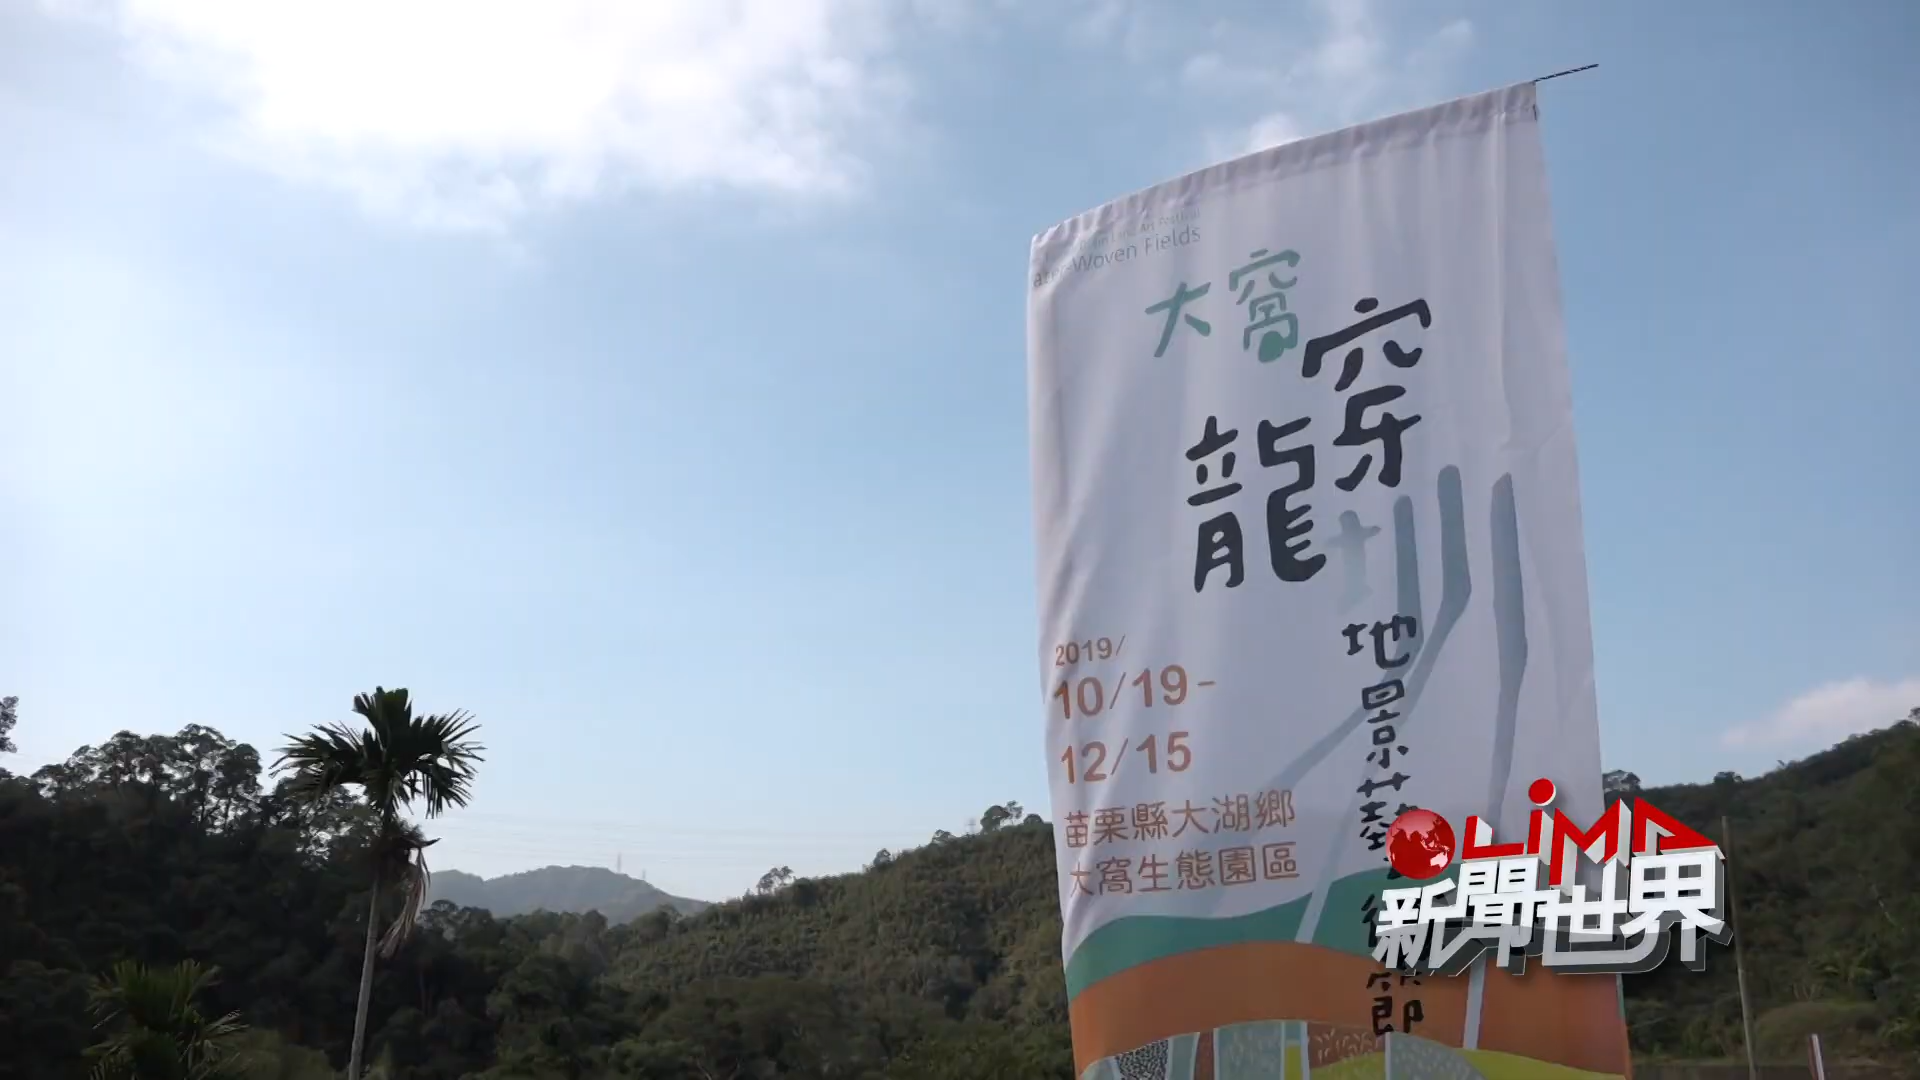 Woven Fields
大窩
穿龍圳
地景藝術節
2019/
10/19-
12/15
苗栗縣大湖鄉
大窩生態園區
LiMA
新聞世界